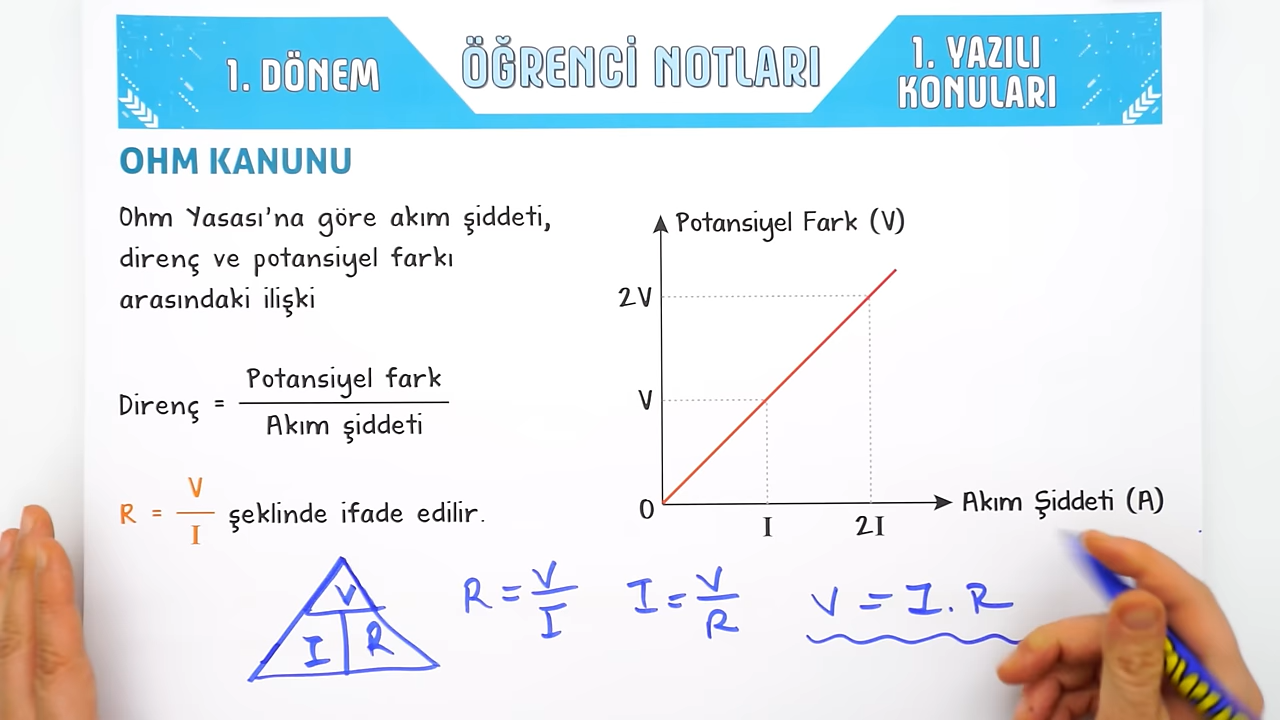 1. DÖNEM
ÖĞRENCİ NOTLARI
1. YAZILI
KONULARI
OHM KANUNU
Ohm Yasası'na göre akım şiddeti,
direnç ve potansiyel farkı
arasındaki ilişki
Direnç = Potansiyel fark
Akım şiddeti
R = V
I
şeklinde ifade edilir.
Potansiyel Fark (V)
2V
V
0
I
2I
Akım Şiddeti (A)
V
I R
R = V
I
I = V
R
V = I . R